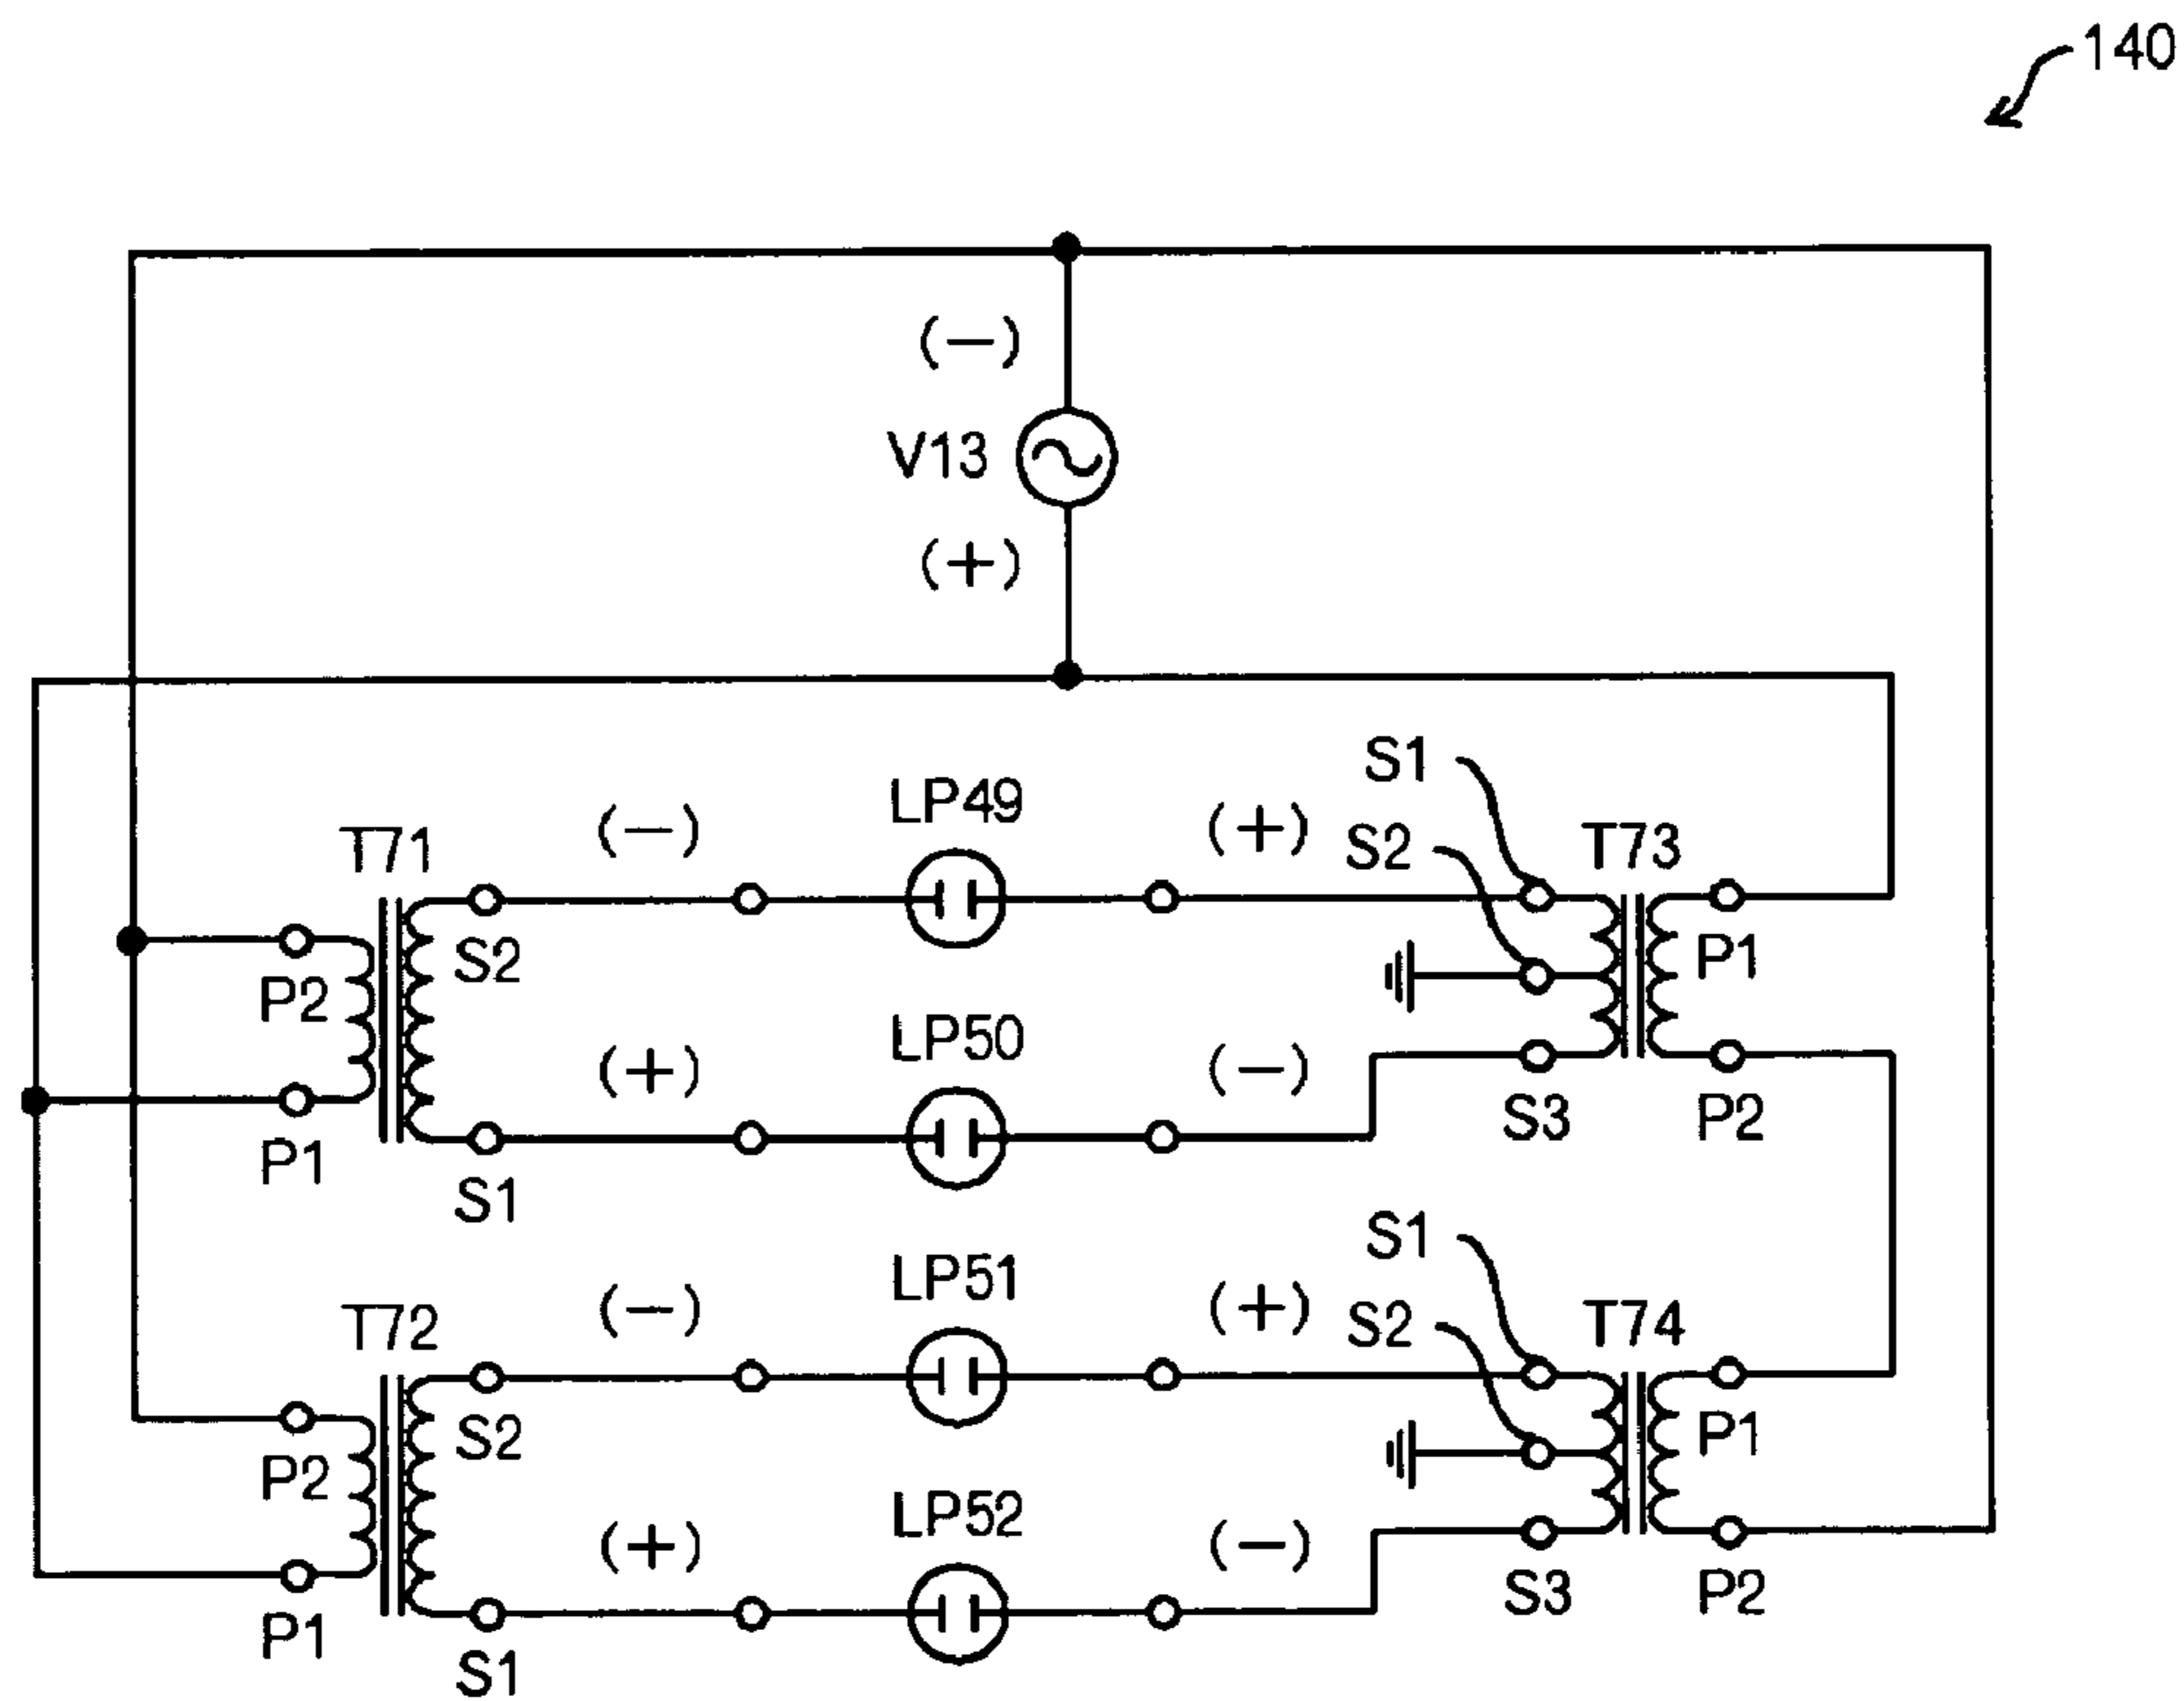 140
(−)
V13
(+)
S1
LP49
(−) (+)
T71 S2 T73
S2 P1
P2
LP50
(+) (−)
S3 P2
P1
S1
S1
LP51
(−) (+)
T72 S2 T74
S2 P1
P2
LP52
(+) (−)
S3 P2
P1
S1